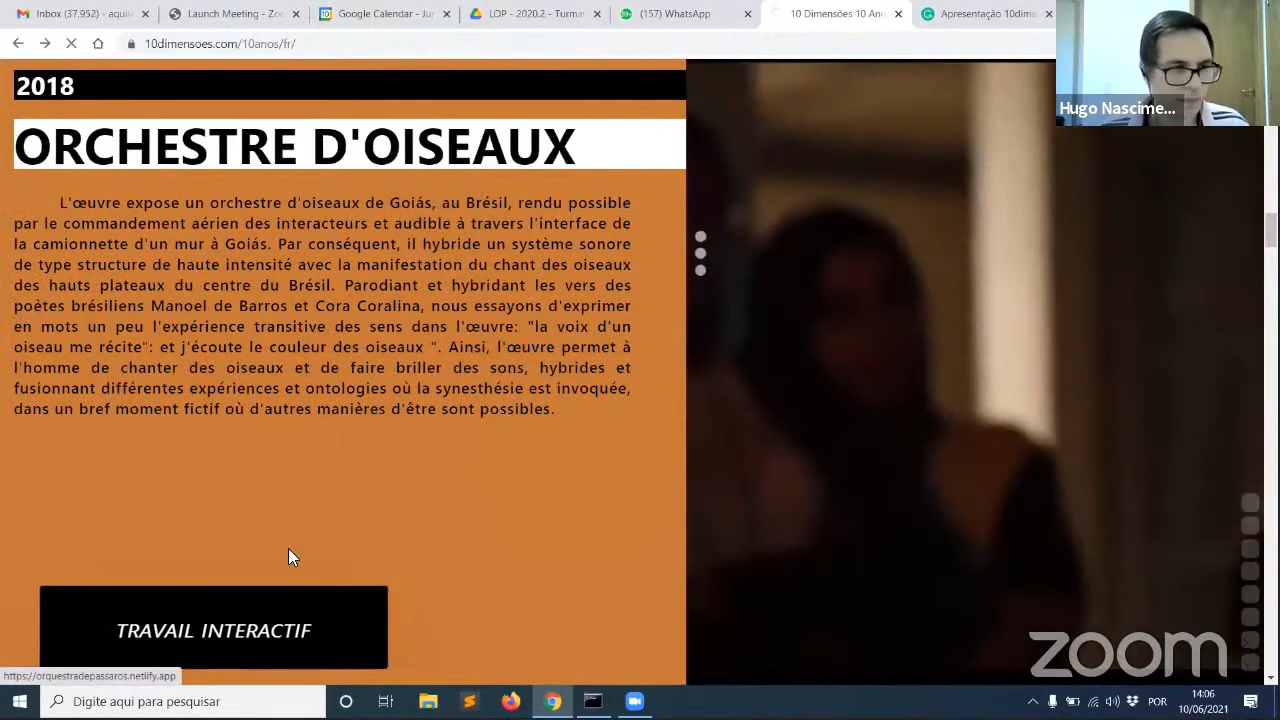 Inbox (1,957) - aquile
Launch Meeting - Zoo
Google Calendar - Jur
LOP - 2020.2 - Turma
(157) WhatsApp
10 Dimensões 10 Ano
Apresentação 10dime
10dimensoes.com/10anos/fr/
Hugo Nascime...
2018
ORCHESTRE D'OISEAUX
L'œuvre expose un orchestre d'oiseaux de Goiás, au Brésil, rendu possible
par le commandement aérien des interacteurs et audible à travers l'interface de
la camionnette d'un mur à Goiás. Par conséquent, il hybride un système sonore
de type structure de haute intensité avec la manifestation du chant des oiseaux
des hauts plateaux du centre du Brésil. Parodiant et hybridant les vers des
poètes brésiliens Manoel de Barros et Cora Coralina, nous essayons d'exprimer
en mots un peu l'expérience transitive des sens dans l'œuvre: "la voix d'un
oiseau me récite": et j'écoute le couleur des oiseaux ". Ainsi, l'œuvre permet à
l'homme de chanter des oiseaux et de faire briller des sons, hybrides et
fusionnant différentes expériences et ontologies où la synesthésie est invoquée,
dans un bref moment fictif où d'autres manières d'être sont possibles.
TRAVAIL INTERACTIF
https://orquestradepassaros.netlify.app
zoom
Digite aqui para pesquisar
POR
14:06
10/06/2021